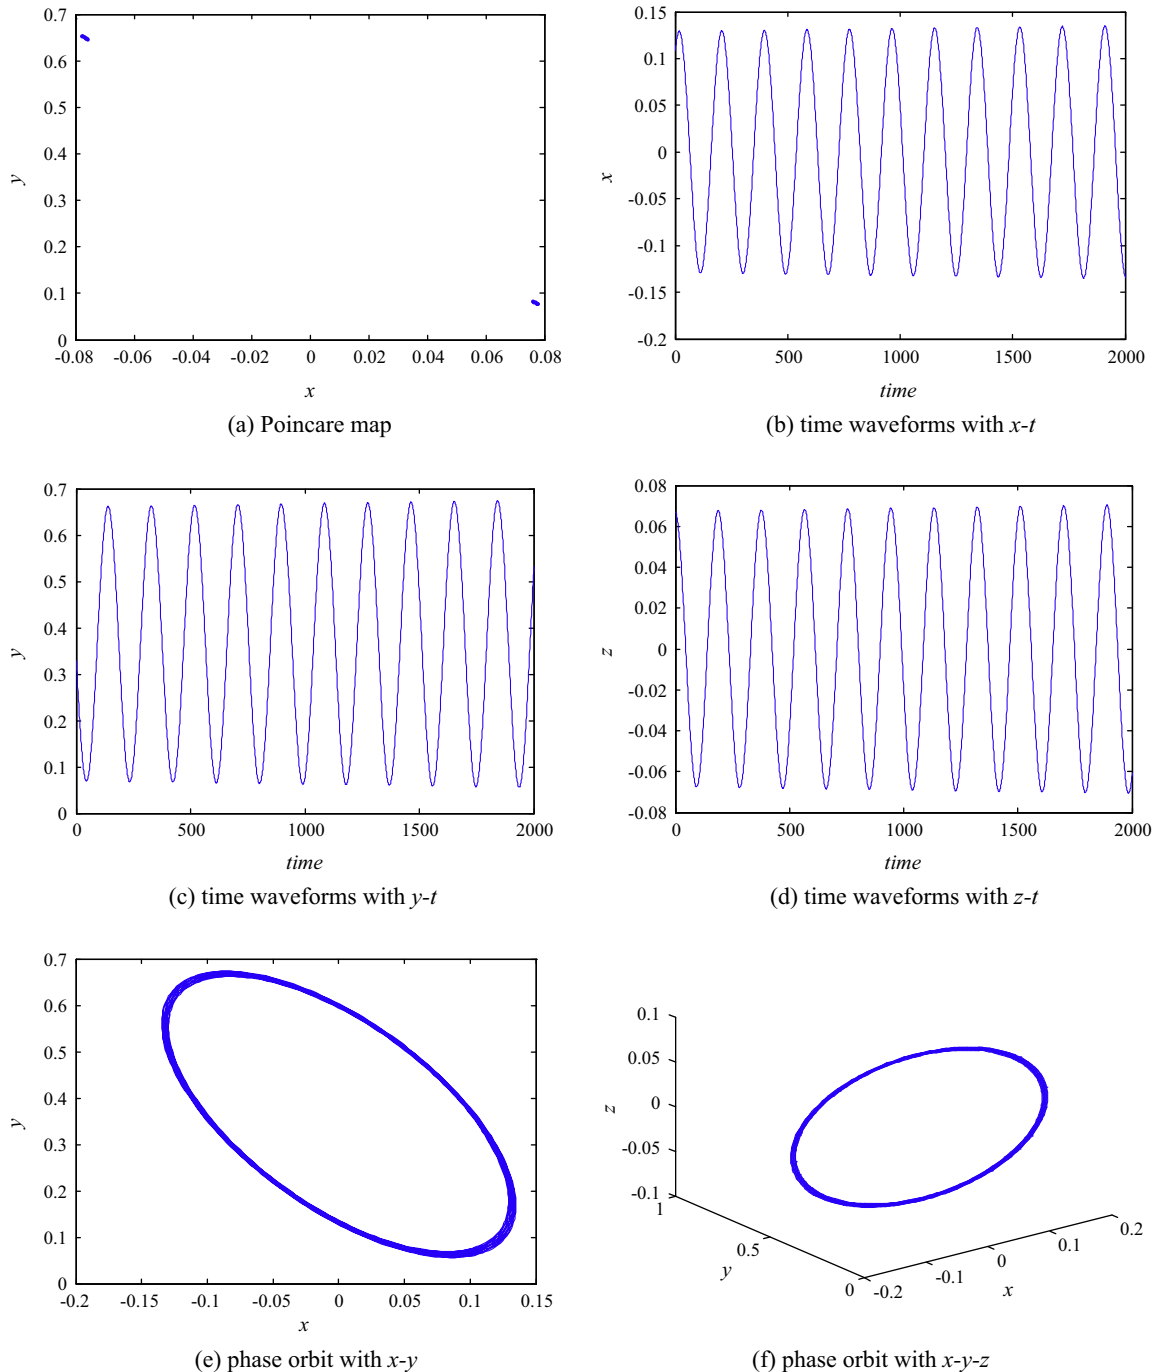 0.7
0.6
0.5
0.4
0.3
0.2
0.1
0
y
-0.08 -0.06 -0.04 -0.02 0 0.02 0.04 0.06 0.08
x
(a) Poincare map
0.15
0.1
0.05
0
-0.05
-0.1
-0.15
-0.2
x
0 500 1000 1500 2000
time
(b) time waveforms with x-t
0.7
0.6
0.5
0.4
0.3
0.2
0.1
0
y
0 500 1000 1500 2000
time
(c) time waveforms with y-t
0.08
0.06
0.04
0.02
0
-0.02
-0.04
-0.06
-0.08
z
0 500 1000 1500 2000
time
(d) time waveforms with z-t
0.7
0.6
0.5
0.4
0.3
0.2
0.1
0
y
-0.2 -0.15 -0.1 -0.05 0 0.05 0.1 0.15
x
(e) phase orbit with x-y
0.1
0.05
0
-0.05
-0.1
z
1
0.5
0
y
-0.2
-0.1
0
0.1
0.2
x
(f) phase orbit with x-y-z